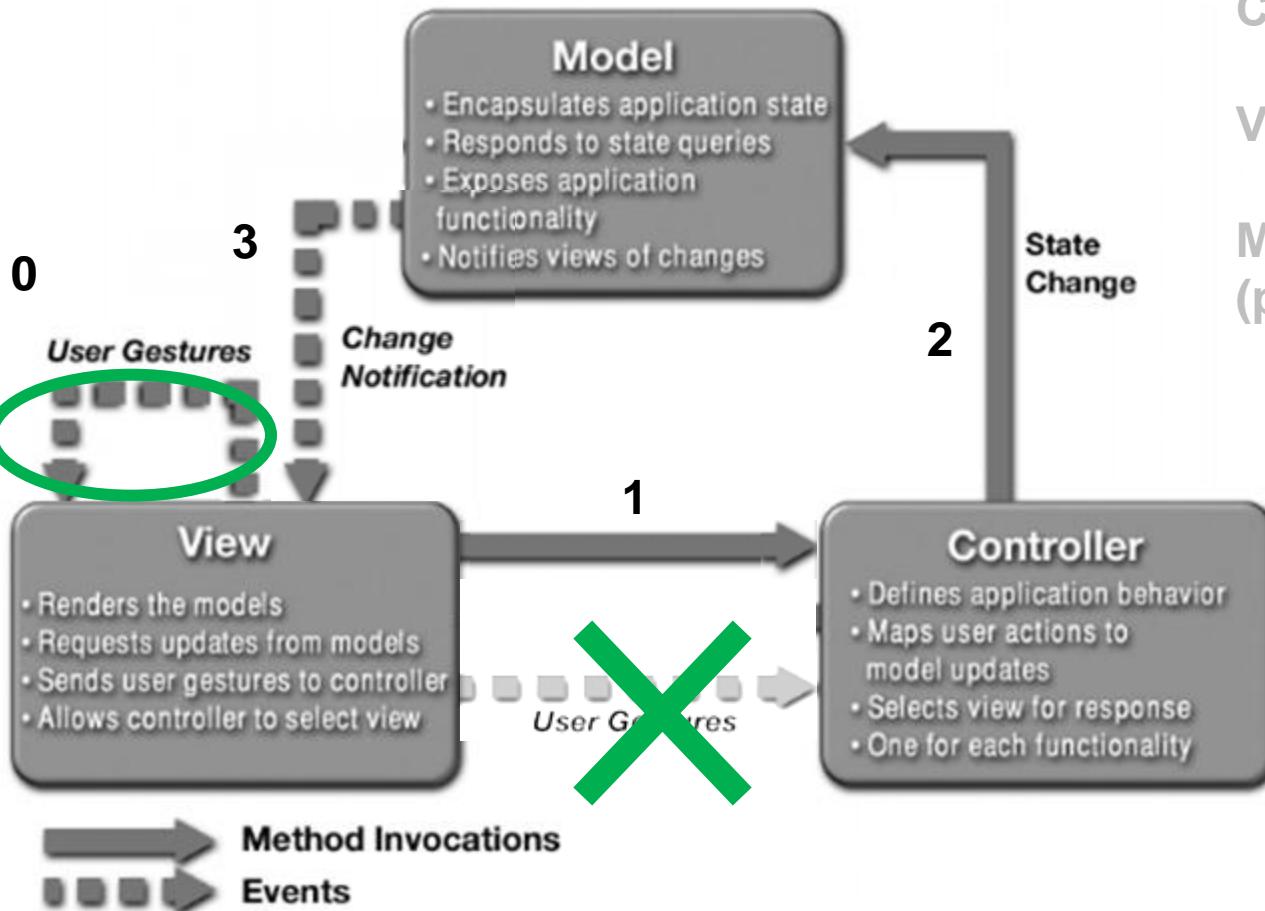 Model
• Encapsulates application state
• Responds to state queries
• Exposes application
functionality
• Notifies views of changes
C
V
M
(p
State
Change
0
3
2
User Gestures
Change
Notification
1
View
• Renders the models
• Requests updates from models
• Sends user gestures to controller
• Allows controller to select view
User Gestures
Controller
• Defines application behavior
• Maps user actions to
model updates
• Selects view for response
• One for each functionality
Method Invocations
Events